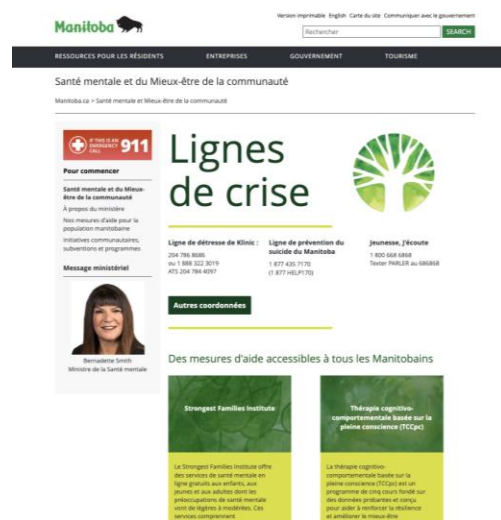 Manitoba
Version imprimable English Carte du site Communiquer avec le gouvernement
Rechercher
SEARCH
RESSOURCES POUR LES RÉSIDENTS ENTREPRISES GOUVERNEMENT TOURISME
Santé mentale et du Mieux-être de la communauté
Manitoba.ca > Santé mentale et Mieux-être de la communauté
IF THIS IS AN
EMERGENCY
CALL
911
Pour commencer
Santé mentale et du Mieux-
être de la communauté
À propos du ministère
Nos mesures d'aide pour la
population manitobaine
Initiatives communautaires,
subventions et programmes
Message ministériel
Bernadette Smith
Ministre de la Santé mentale
Lignes
de crise
Ligne de détresse de Klinic :
204 786 8686
ou 1 888 322 3019
ATS 204 784 4097
Ligne de prévention du
suicide du Manitoba
1 877 435 7170
(1 877 HELP170)
Jeunesse, J'écoute
1 800 668 6868
Texter PARLER au 686868
Autres coordonnées
Des mesures d'aide accessibles à tous les Manitobains
Strongest Families Institute
Le Strongest Families Institute offre
des services de santé mentale en
ligne gratuits aux enfants, aux
jeunes et aux adultes dont les
préoccupations de santé mentale
vont de légères à modérées. Ces
services comprennent
Thérapie cognitivo-
comportementale basée sur la
pleine conscience (TCCpc)
La thérapie cognitivo-
comportementale basée sur la
pleine conscience (TCCpc) est un
programme de cinq cours fondé sur
des données probantes et conçu
pour aider à renforcer la résilience
et améliorer le mieux-être